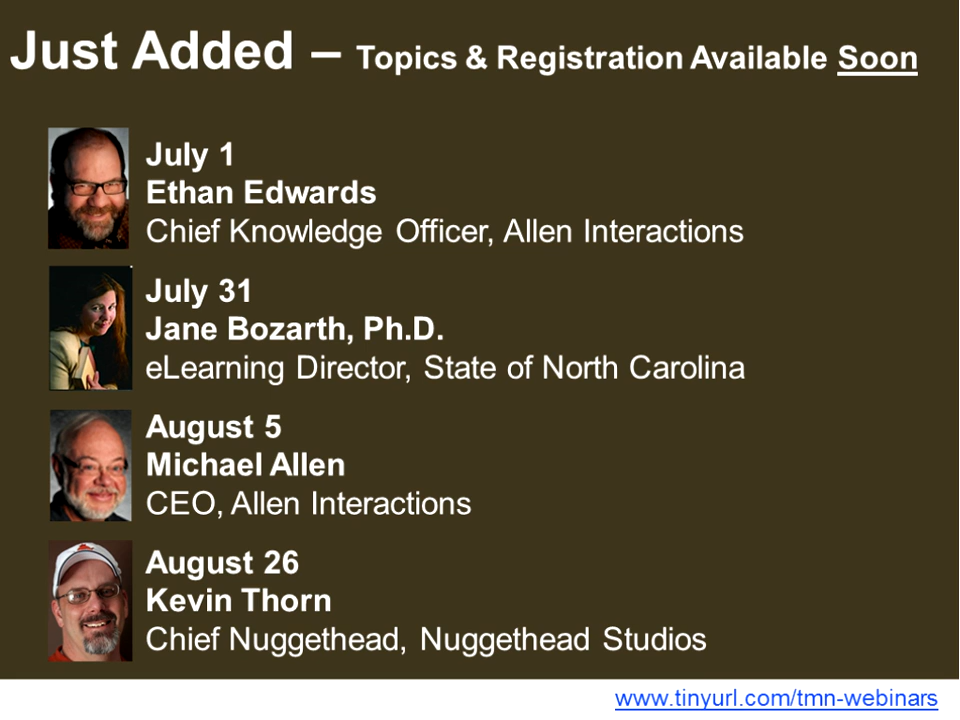 Just Added – Topics & Registration Available Soon
July 1
Ethan Edwards
Chief Knowledge Officer, Allen Interactions
July 31
Jane Bozarth, Ph.D.
eLearning Director, State of North Carolina
August 5
Michael Allen
CEO, Allen Interactions
August 26
Kevin Thorn
Chief Nuggethead, Nuggethead Studios
www.tinyurl.com/tmn-webinars